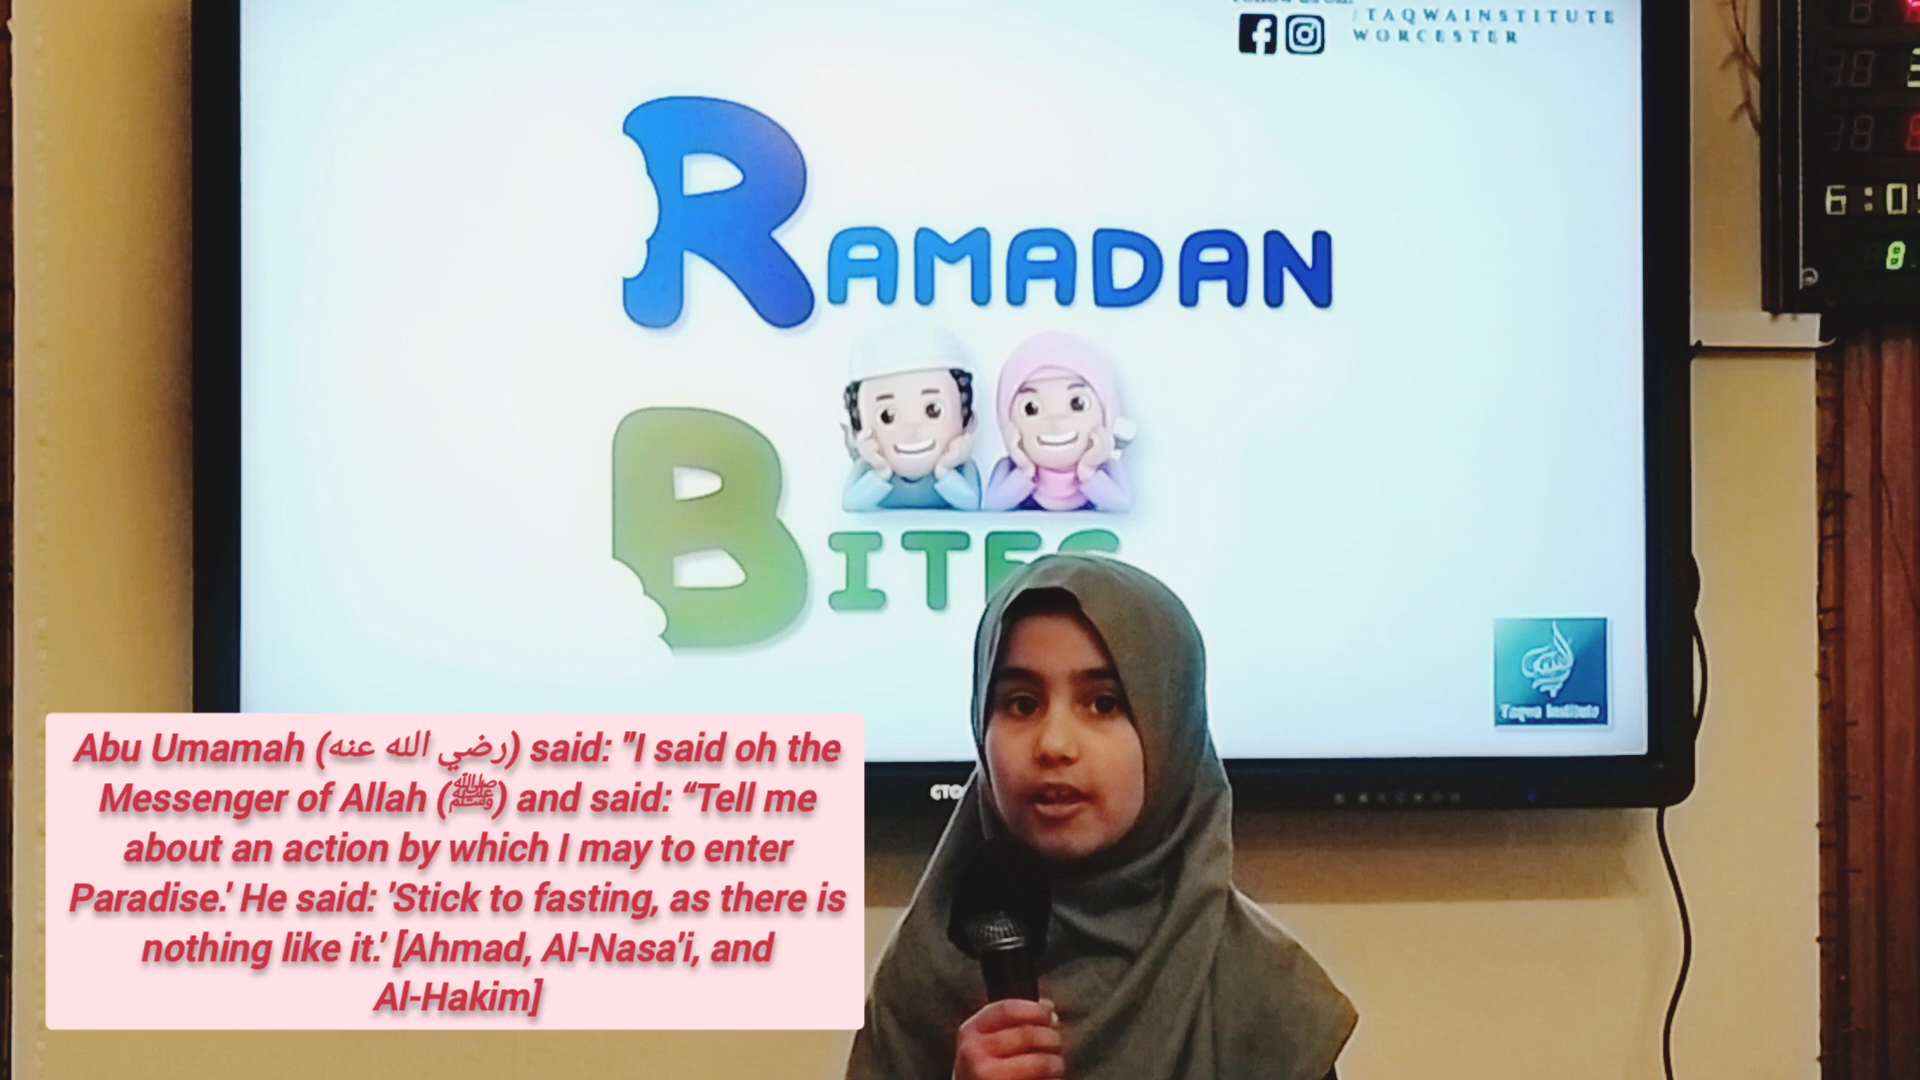 /TAQWAINSTITUTE
WORCESTER
RAMADAN
BITES
Taqwa Institute
Abu Umamah (رضي الله عنه) said: "I said oh the
Messenger of Allah (ﷺ) and said: “Tell me
about an action by which I may to enter
Paradise.' He said: 'Stick to fasting, as there is
nothing like it.' [Ahmad, Al-Nasa'i, and
Al-Hakim]